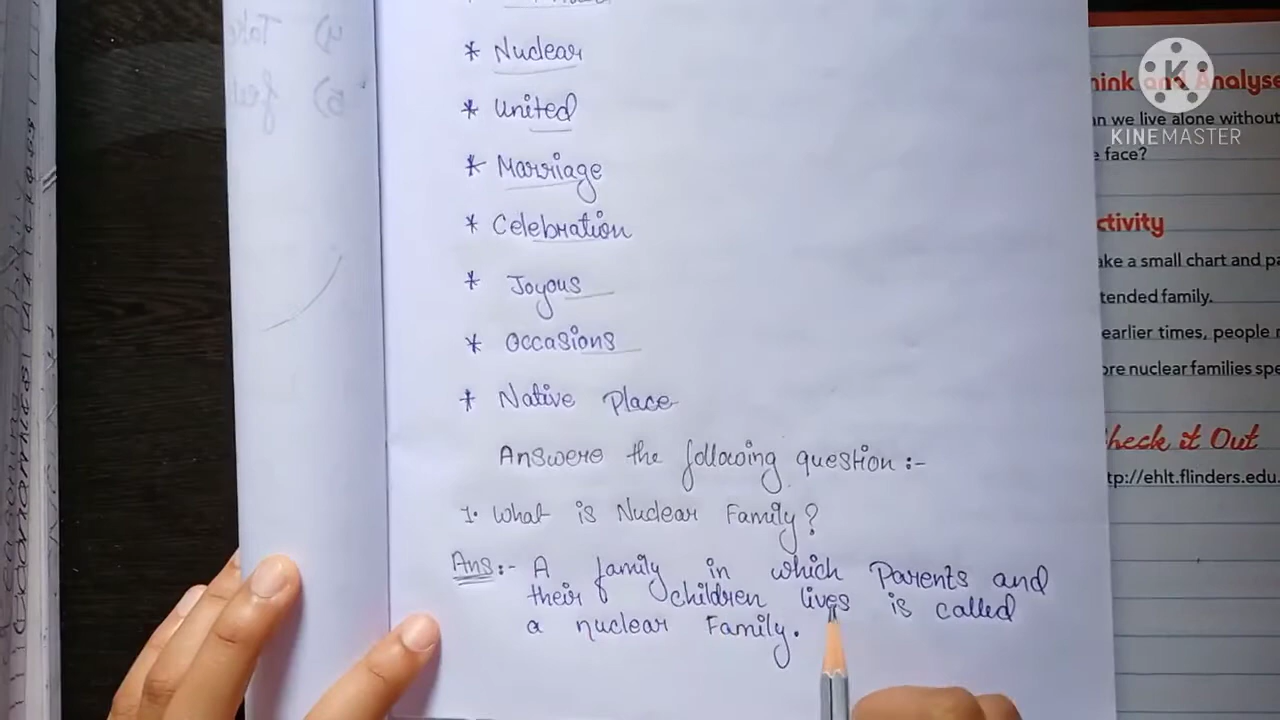 * Nuclear
* United
* Marriage
* Celebration
* Joyous
* Occasions
* Native Place
Answere the following question :-
1. What is Nuclear Family?
Ans:- A family in which Parents and
their children lives is called
a nuclear Family.
hink and Analyse
n we live alone without
e face?
ctivity
ake a small chart and pa
tended family.
earlier times, people
ore nuclear families spe
heck it Out
tp://ehlt.flinders.edu.
K
KINEMASTER
4) Take
5)